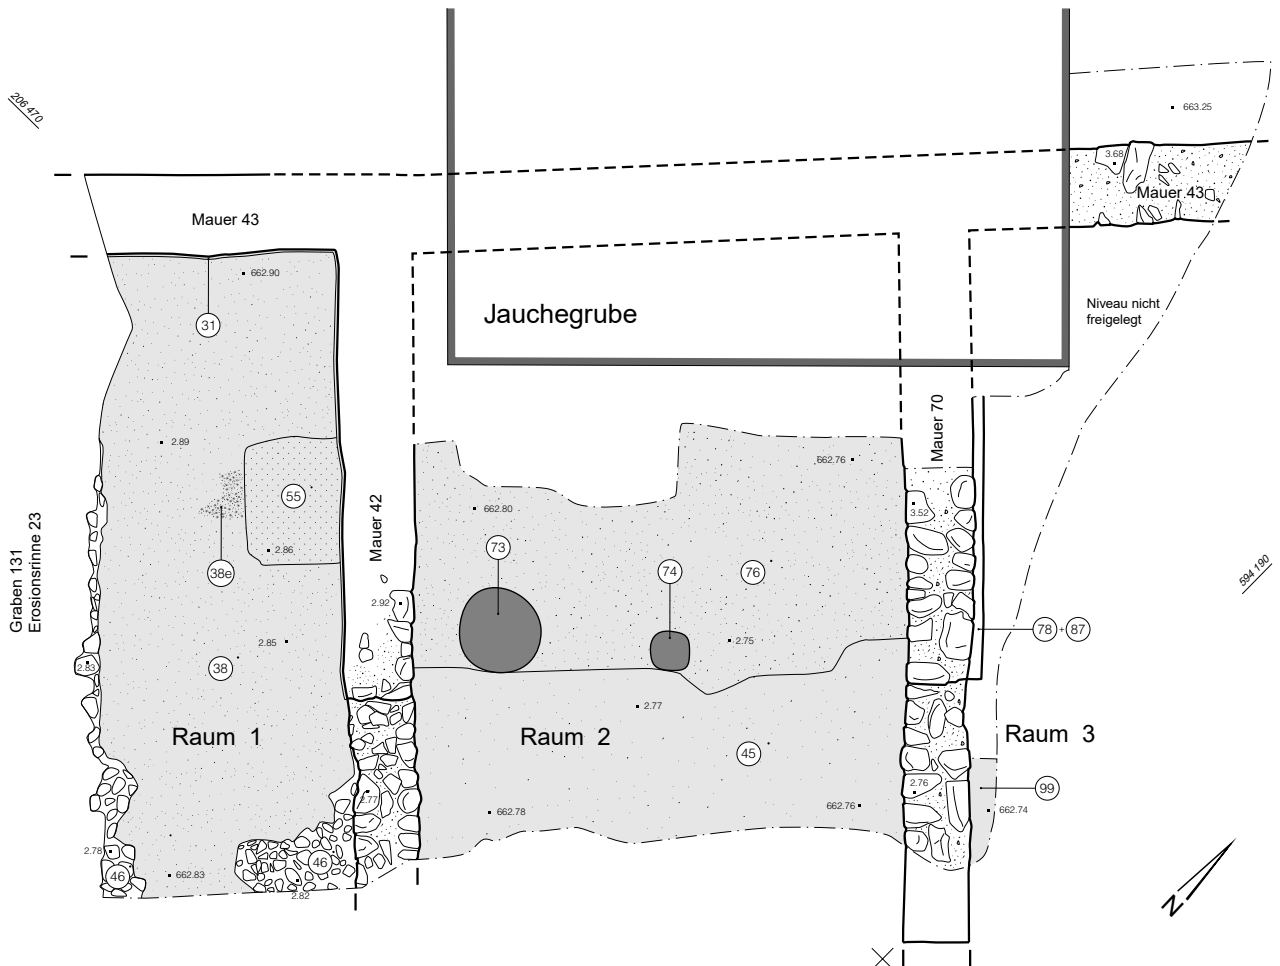 206 470
663.25
3.68
Mauer 43
Mauer 43
662.90
Jauchegrube
Niveau nicht
freigelegt
31
2.89
Mauer 70
662.76
55
662.80
3.52
Graben 131
Erosionsrinne 23
Mauer 42
2.86
73
74
76
38e
594 190
2.92
78 + 87
2.85
2.75
38
2.83
2.77
Raum 1
Raum 2
Raum 3
45
2.76
99
2.77
662.78
662.76
662.74
2.78
46
46
662.83
2.82
N